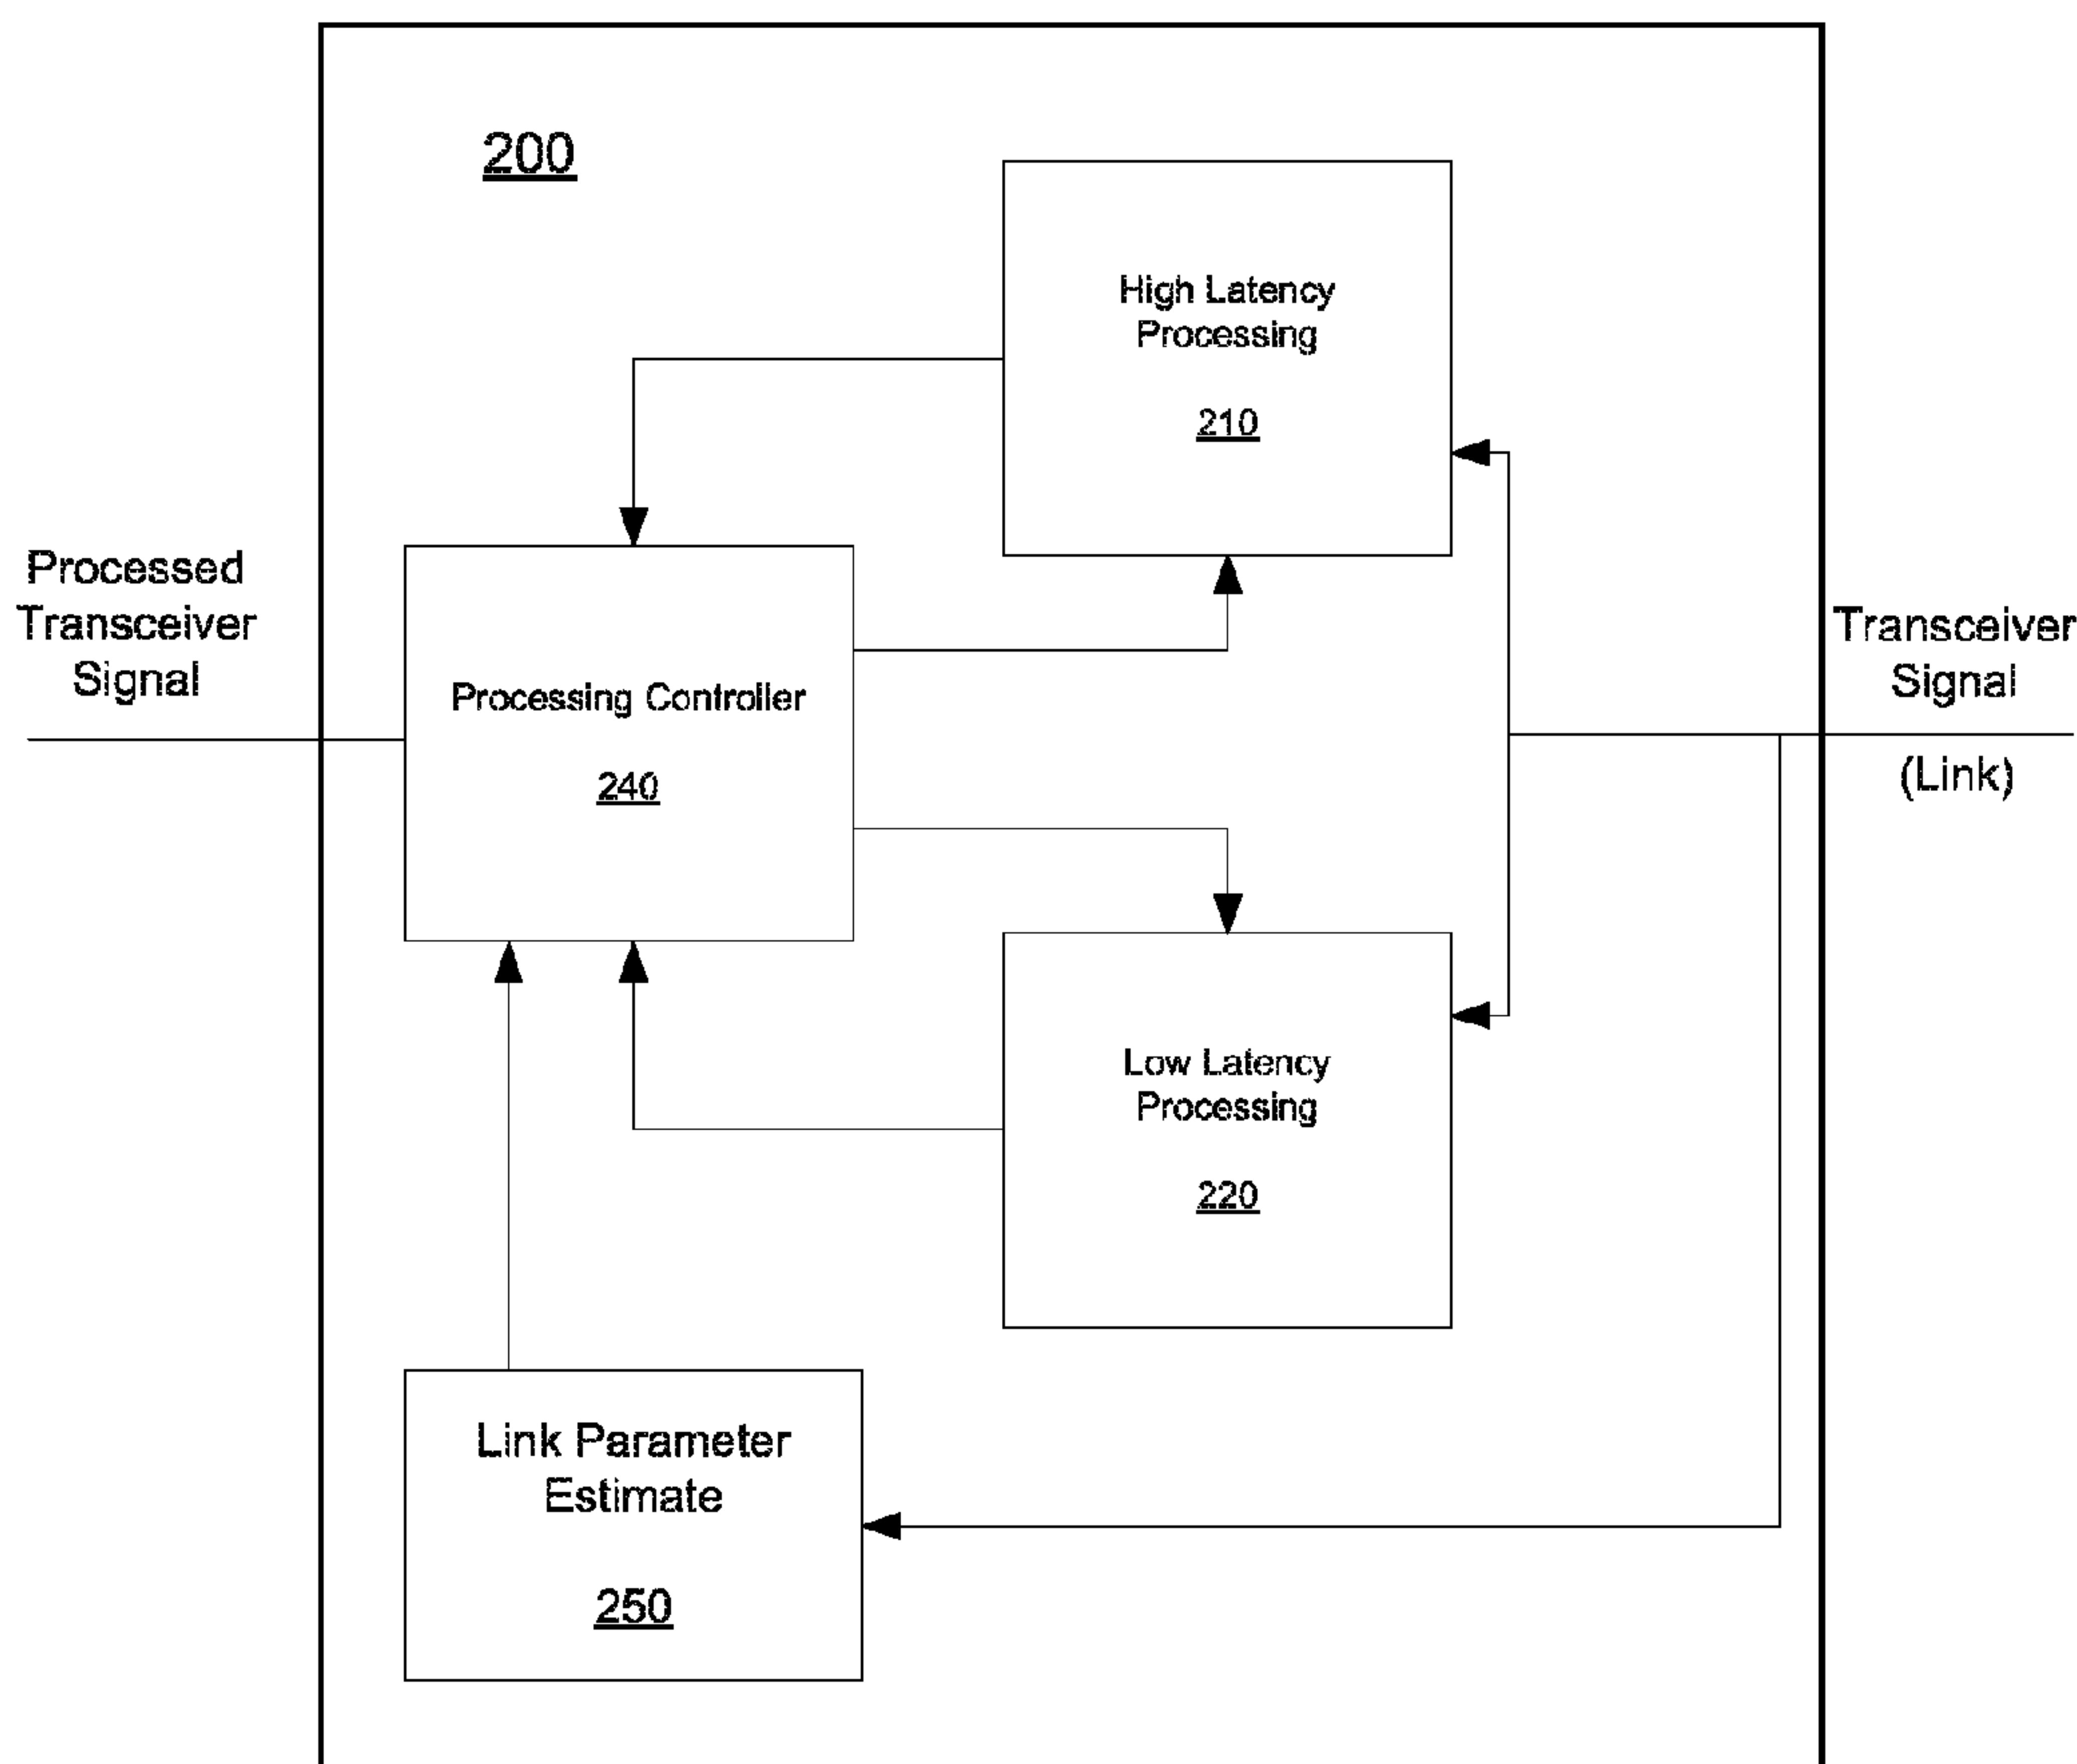 200
High Latency
Processing
210
Processed
Transceiver
Signal
Processing Controller
240
Transceiver
Signal
(Link)
Low Latency
Processing
220
Link Parameter
Estimate
250